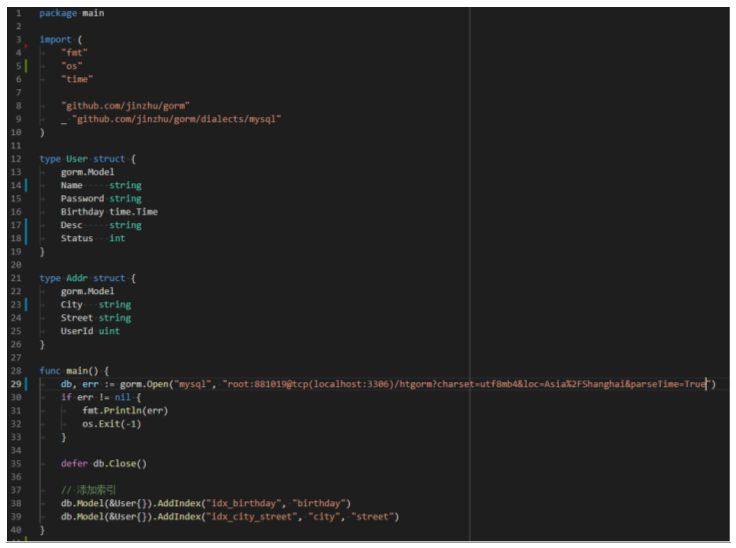 1 package main
2
3 import (
4 "fmt"
5 "os"
6 "time"
7
8 "github.com/jinzhu/gorm"
9 _ "github.com/jinzhu/gorm/dialects/mysql"
10 )
11
12 type User struct {
13 gorm.Model
14 Name string
15 Password string
16 Birthday time.Time
17 Desc string
18 Status int
19 }
20
21 type Addr struct {
22 gorm.Model
23 City string
24 Street string
25 UserId uint
26 }
27
28 func main() {
29 db, err := gorm.Open("mysql", "root:881019@tcp(localhost:3306)/htgorm?charset=utf8mb4&loc=Asia%2FShanghai&parseTime=True")
30 if err != nil {
31 fmt.Println(err)
32 os.Exit(-1)
33 }
34
35 defer db.Close()
36
37 // 添加索引
38 db.Model(&User{}).AddIndex("idx_birthday", "birthday")
39 db.Model(&User{}).AddIndex("idx_city_street", "city", "street")
40 }